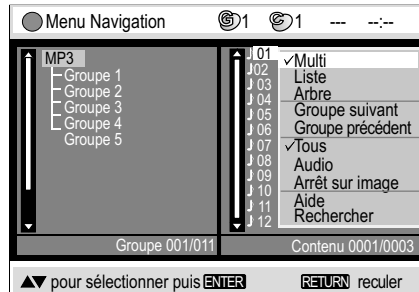 Menu Navigation G1 C1 --- --:--
MP3
Groupe 1
Groupe 2
Groupe 3
Groupe 4
Groupe 5
01
02
03
04
05
06
07
08
09
10
11
12
✓Multi
Liste
Arbre
Groupe suivant
Groupe précédent
✓Tous
Audio
Arrêt sur image
Aide
Rechercher
Groupe 001/011
Contenu 0001/0003
▲▼ pour sélectionner puis ENTER RETURN reculer